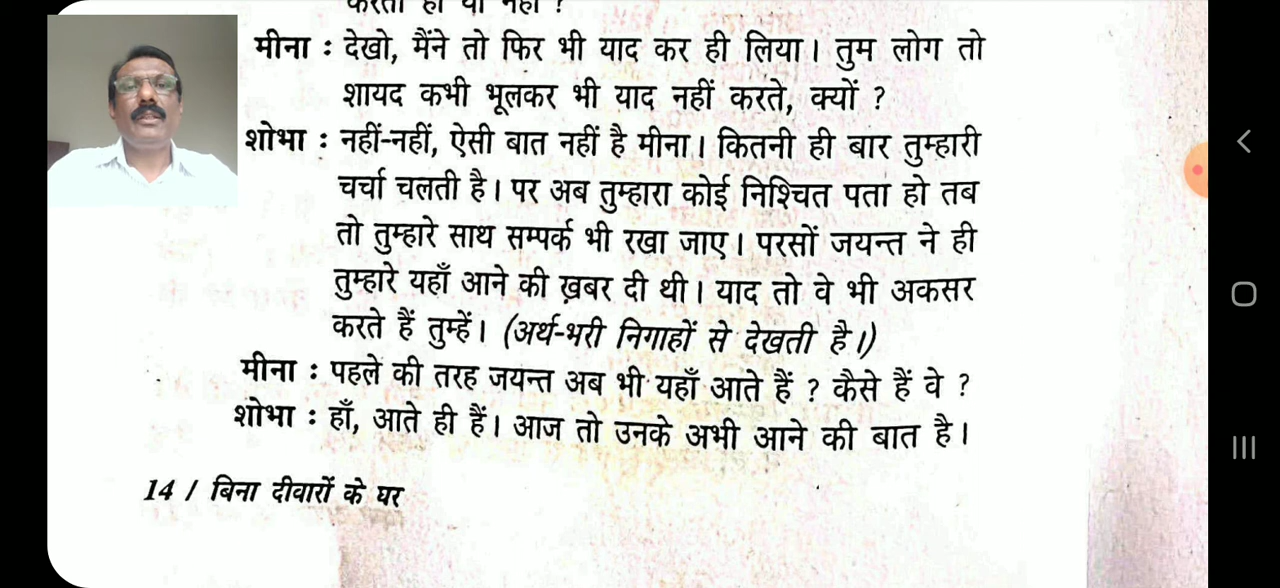 करती हो या नहीं ?
मीना : देखो, मैंने तो फिर भी याद कर ही लिया। तुम लोग तो
शायद कभी भूलकर भी याद नहीं करते, क्यों ?
शोभा : नहीं-नहीं, ऐसी बात नहीं है मीना। कितनी ही बार तुम्हारी
चर्चा चलती है। पर अब तुम्हारा कोई निश्चित पता हो तब
तो तुम्हारे साथ सम्पर्क भी रखा जाए। परसों जयन्त ने ही
तुम्हारे यहाँ आने की ख़बर दी थी। याद तो वे भी अकसर
करते हैं तुम्हें। (अर्थ-भरी निगाहों से देखती है।)
मीना : पहले की तरह जयन्त अब भी यहाँ आते हैं ? कैसे हैं वे ?
शोभा : हाँ, आते ही हैं। आज तो उनके अभी आने की बात है।
14 / बिना दीवारों के घर